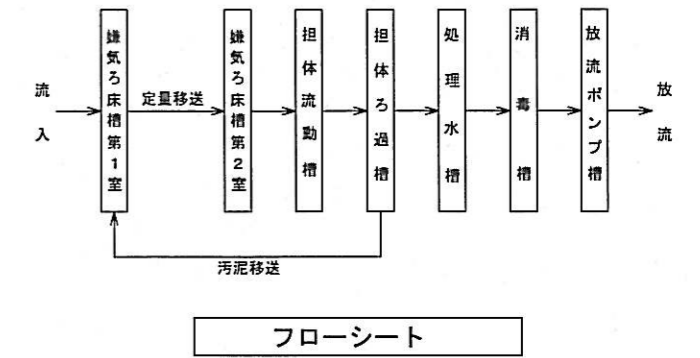 流入
嫌気ろ床槽第1室
定量移送
嫌気ろ床槽第2室
担体流動槽
担体ろ過槽
処理水槽
消毒槽
放流ポンプ槽
放流
汚泥移送
フローシート